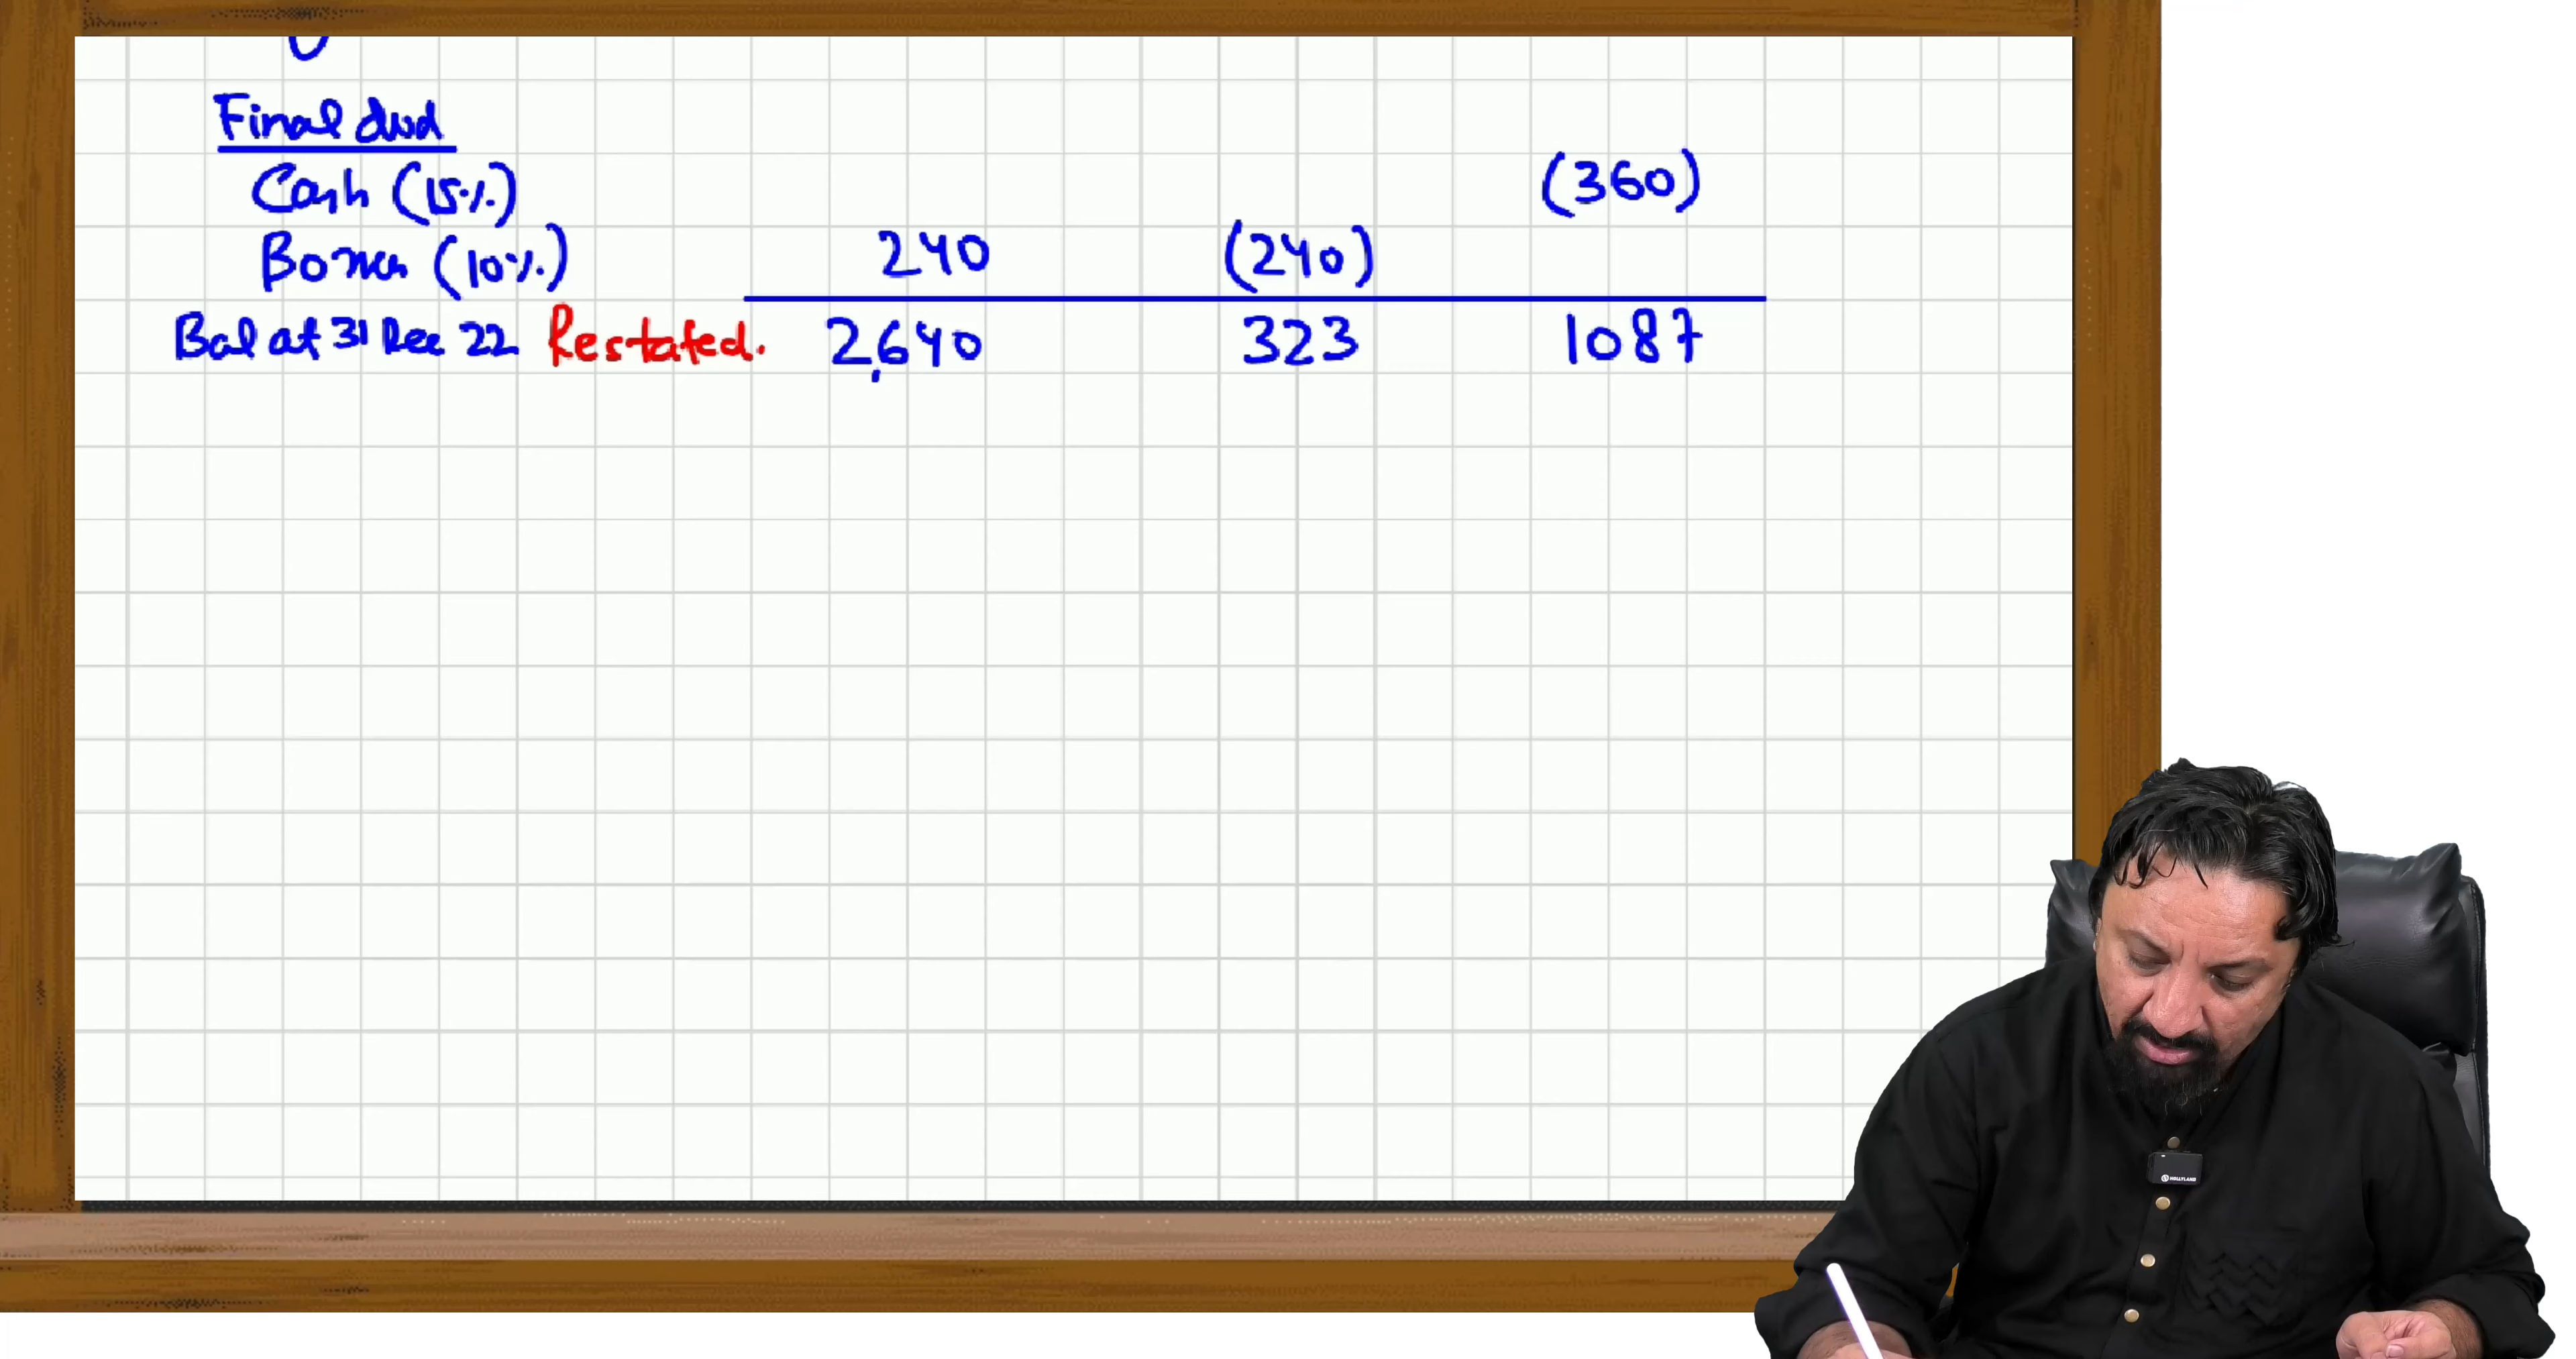 Final dvd
Cash (15%) (360)
Bonus (10%) 240 (240)
Bal at 31 Dec 22 Restated. 2,640 323 1087
HOLLYLAND